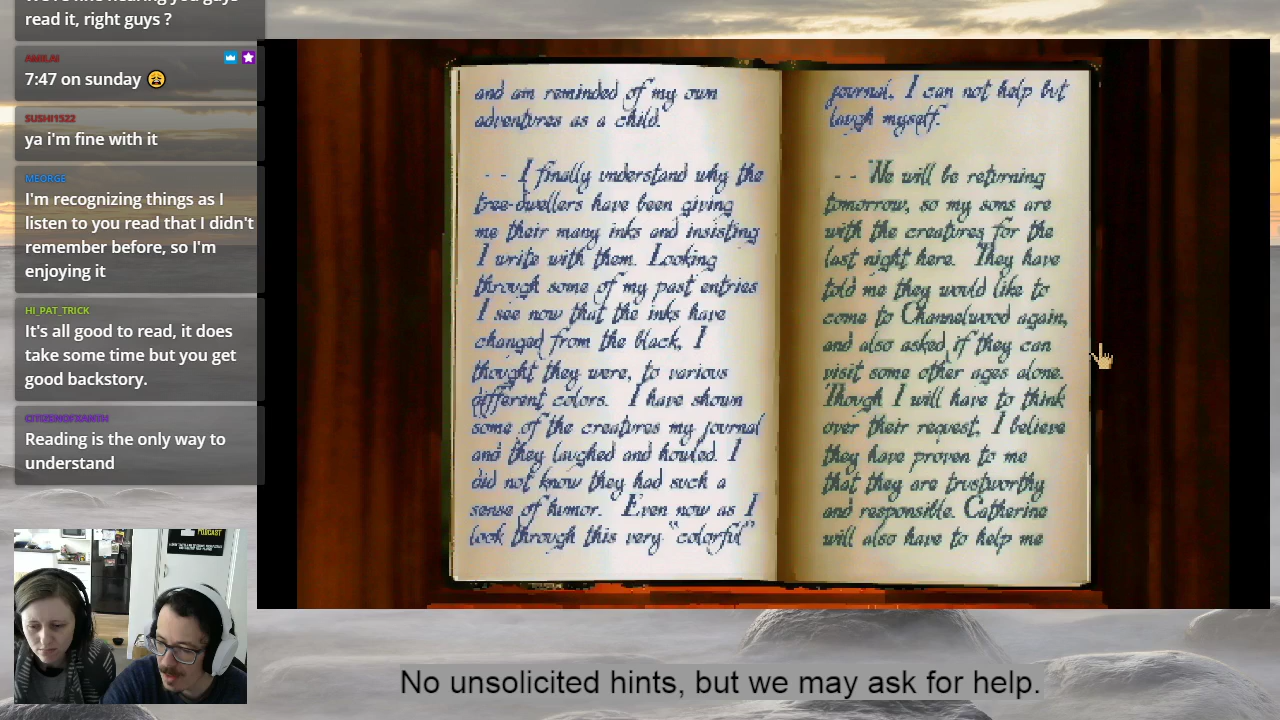 read it, right guys ?
AMILAI
7:47 on sunday 😩
SUSHI1522
ya i'm fine with it
MEORGE
I'm recognizing things as I
listen to you read that I didn't
remember before, so I'm
enjoying it
HI_PAT_TRICK
It's all good to read, it does
take some time but you get
good backstory.
Reading is the only way to
understand
PODCAST
and am reminded of my own
adventures as a child.
-- I finally understand why the
tree-dwellers have been giving
me their many inks and insisting
I write with them. Looking
through some of my past entries
I see now that the inks have
changed from the black, I
thought they were, to various
different colors. I have shown
some of the creatures my journal
and they laughed and howled. I
did not know they had such a
sense of humor. Even now as I
look through this very "colorful"
journal, I can not help but
laugh myself.
-- We will be returning
tomorrow, so my sons are
with the creatures for the
last night here. They have
told me they would like to
come to Channelwood again,
and also asked if they can
visit some other ages alone.
Though I will have to think
over their request, I believe
they have proven to me
that they are trustworthy
and responsible. Catherine
will also have to help me
No unsolicited hints, but we may ask for help.